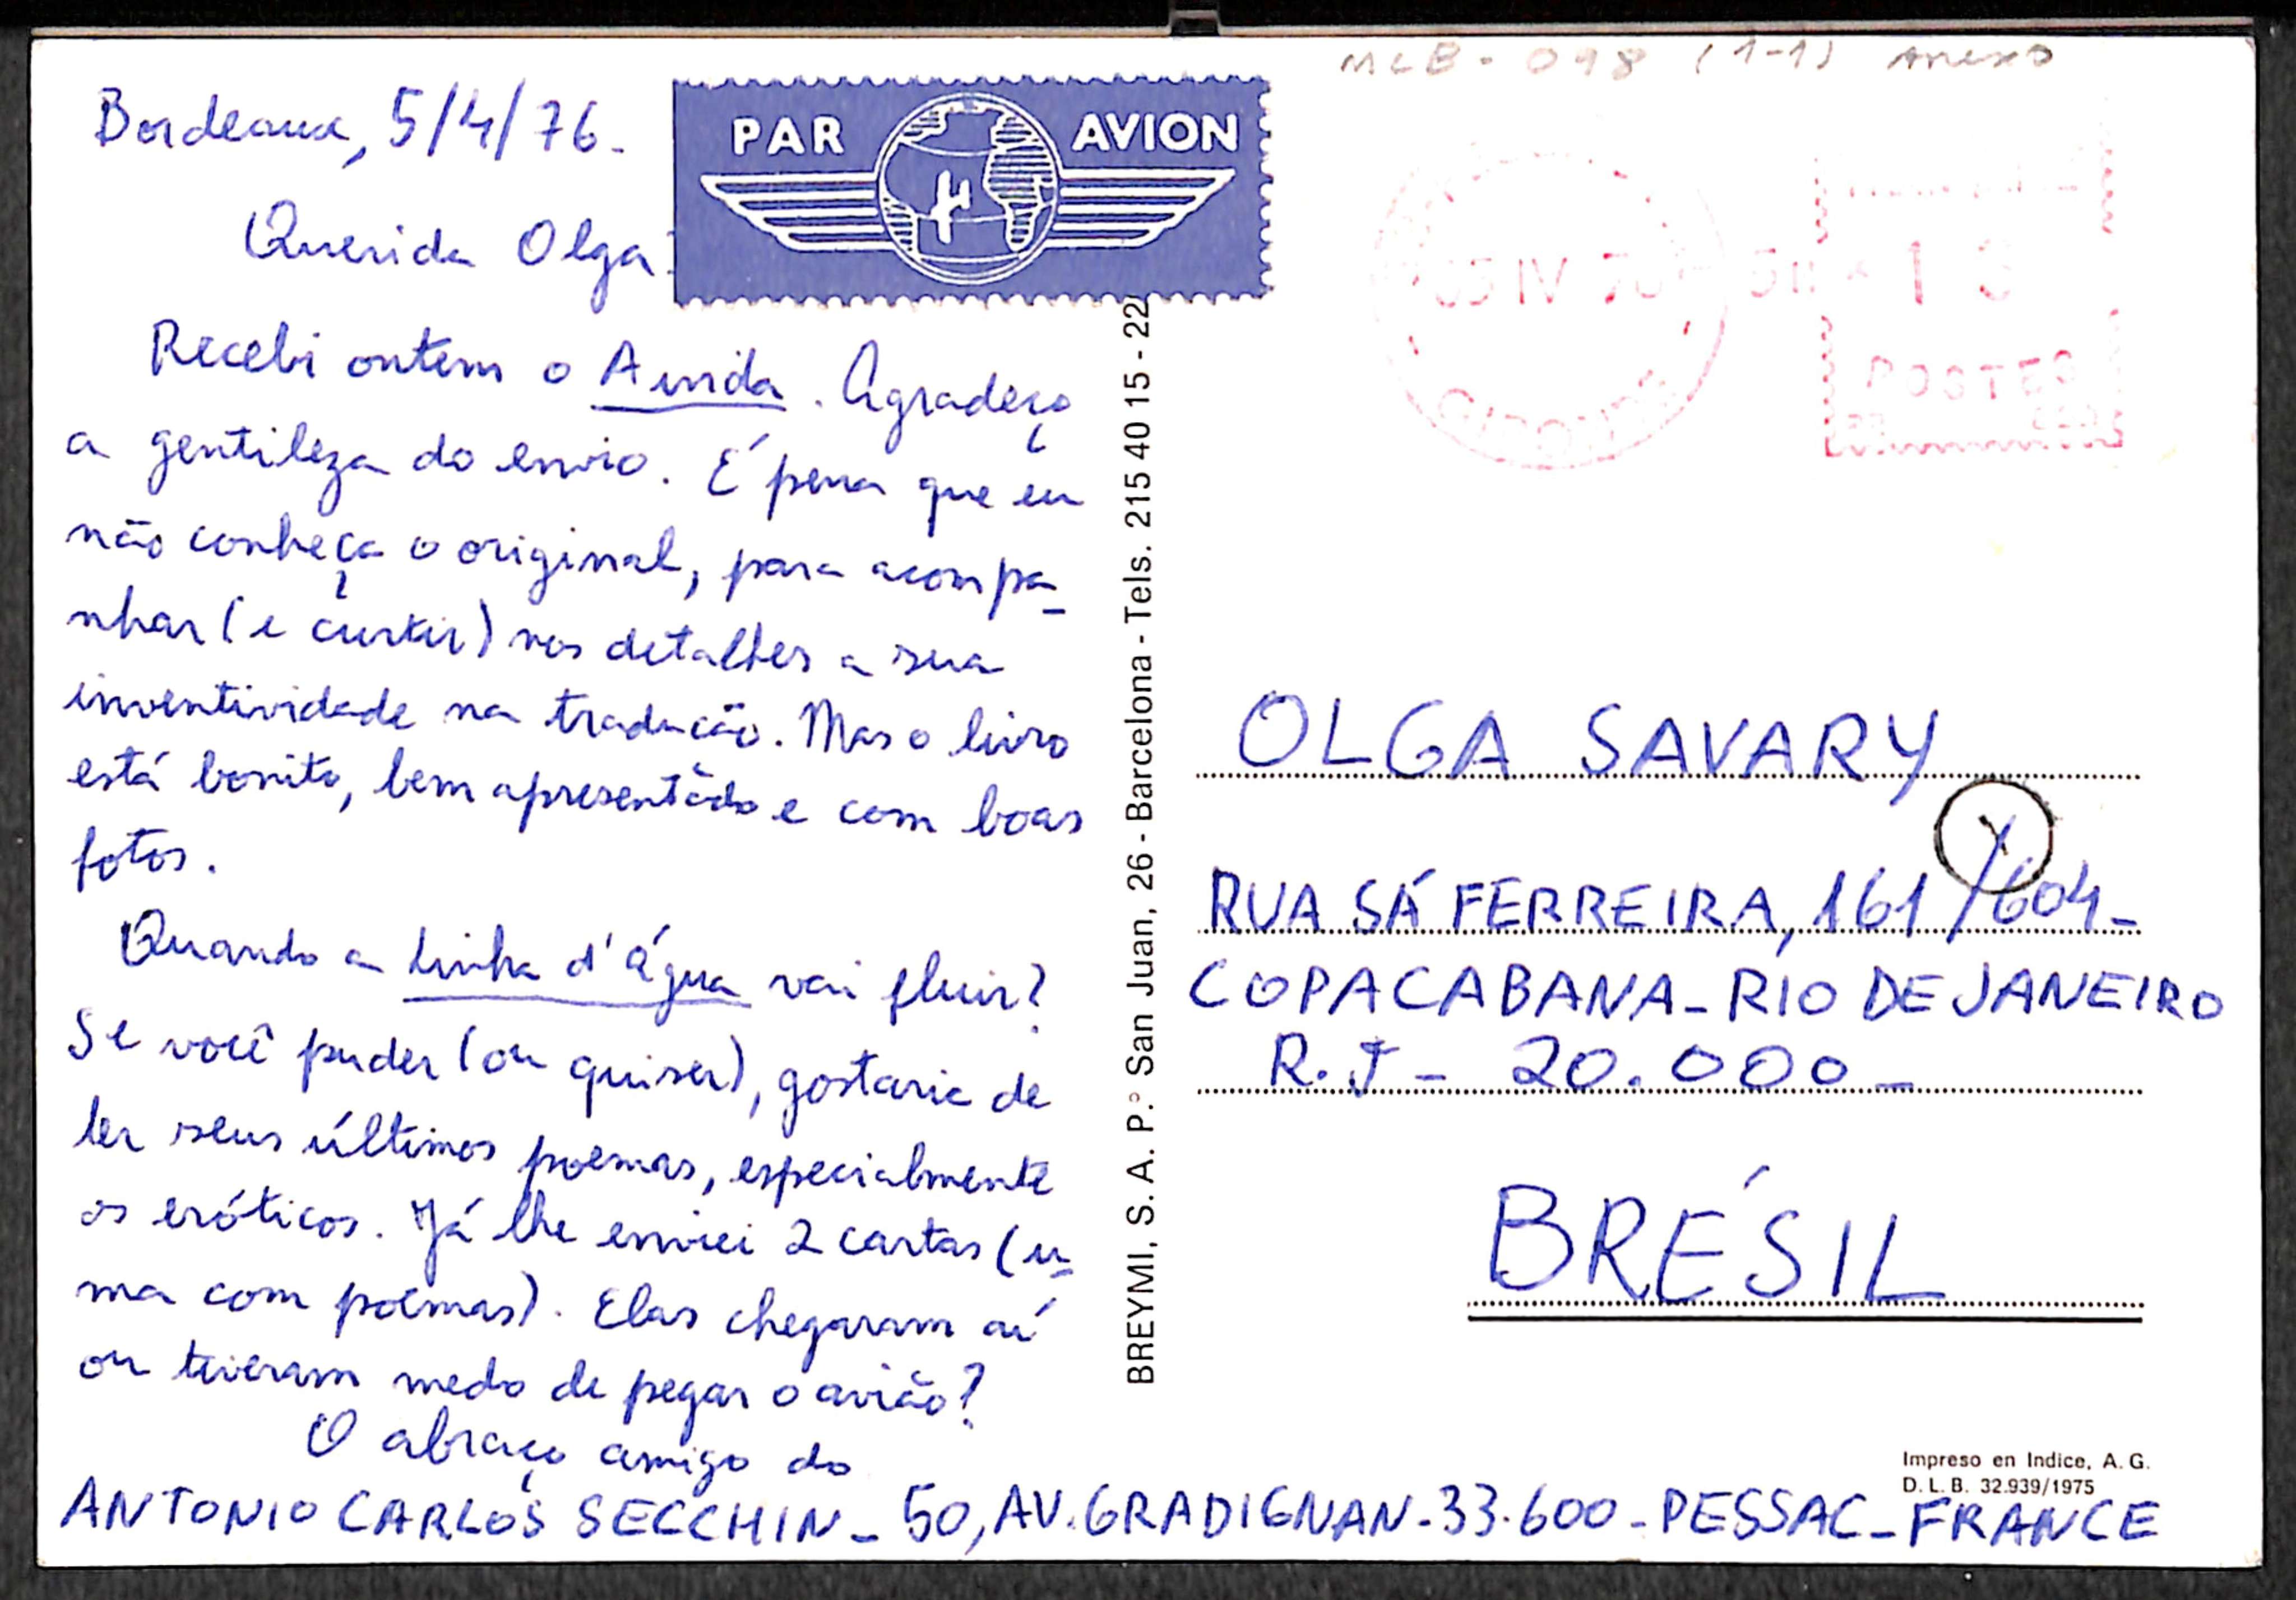 MLB - 098 (1-1) Anexo
Bordeaux, 5/4/76.
PAR AVION
Querida Olga:
Recebi ontem o Ainda. Agradeço
a gentileza do envio. É pena que eu
não conheça o original, para acompa-
nhar (e curtir) nos detalhes a sua
inventividade na tradução. Mas o livro
está bonito, bem apresentado e com boas
fotos.
Quando a linha d'água vai fluir?
Se você puder (ou quiser), gostaria de
ler seus últimos poemas, especialmente
os eróticos. Já lhe enviei 2 cartas (u-
ma com poemas). Elas chegaram aí
ou tiveram medo de pegar o avião?
O abraço amigo do
ANTONIO CARLOS SECCHIN - 50, AV. GRADIGNAN - 33.600 - PESSAC - FRANCE
BREYMI, S. A. P.º San Juan, 26 - Barcelona - Tels. 215 40 15 - 22
05 IV 76
GIRONDE
POSTES
OLGA SAVARY
RUA SÁ FERREIRA, 161/604 -
COPACABANA - RIO DE JANEIRO
R.J - 20.000 -
BRÉSIL
Impreso en Indice, A. G.
D. L. B. 32.939/1975